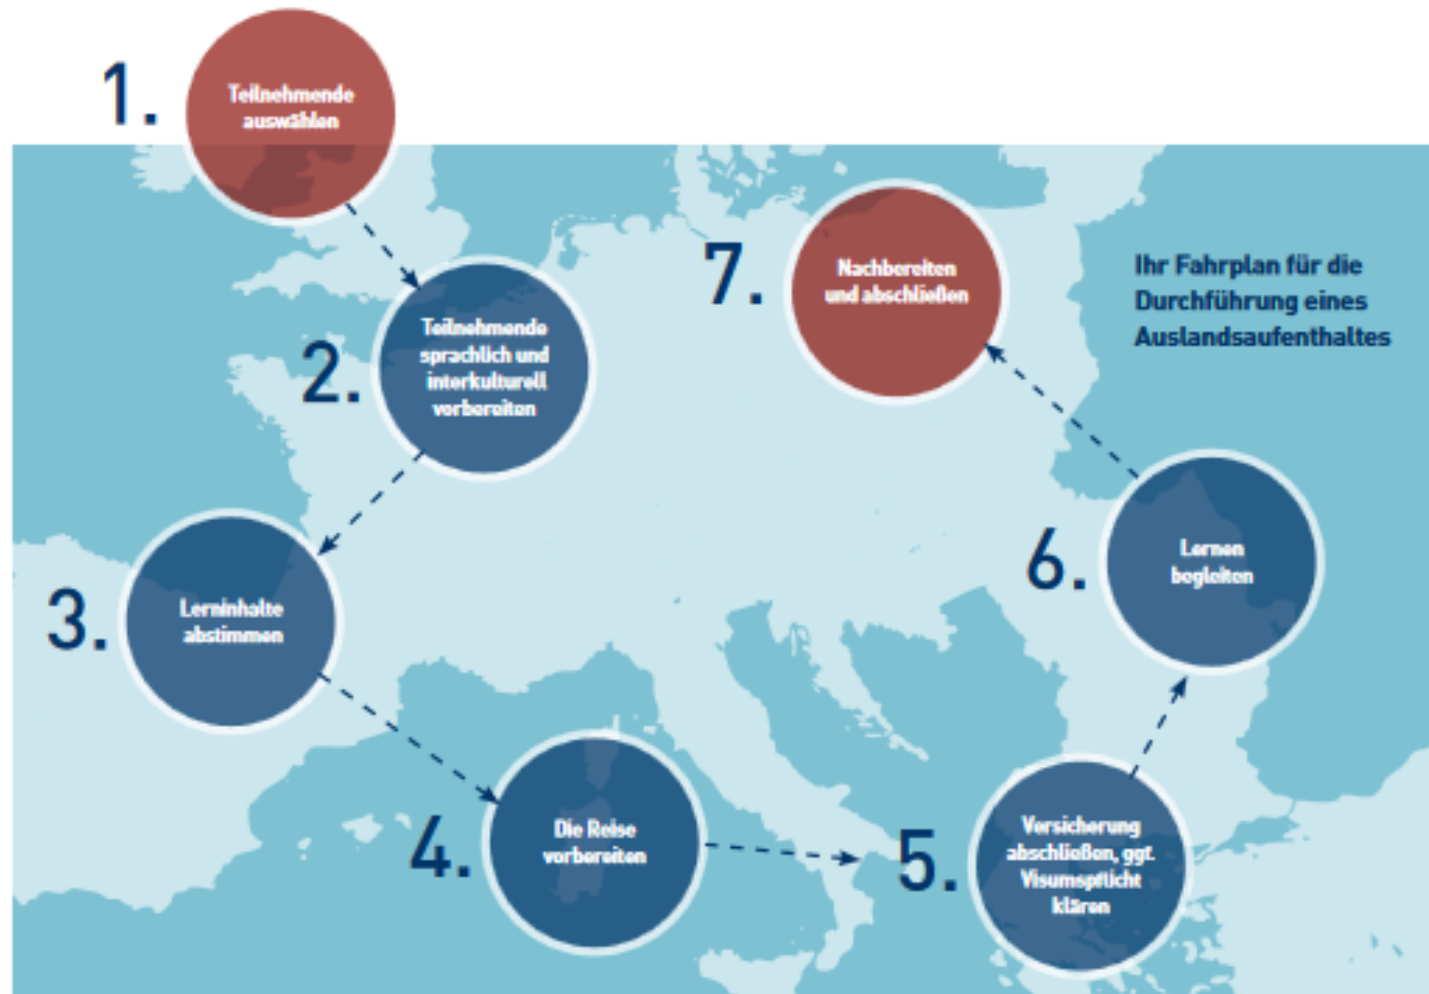 1.
Teilnehmende
auswählen
2.
Teilnehmende
sprachlich und
interkulturell
vorbereiten
3.
Lerninhalte
abstimmen
4.
Die Reise
vorbereiten
5.
Versicherung
abschließen, ggf.
Visumspflicht
klären
6.
Lernen
begleiten
7.
Nachbereiten
und abschließen
Ihr Fahrplan für die
Durchführung eines
Auslandsaufenthaltes